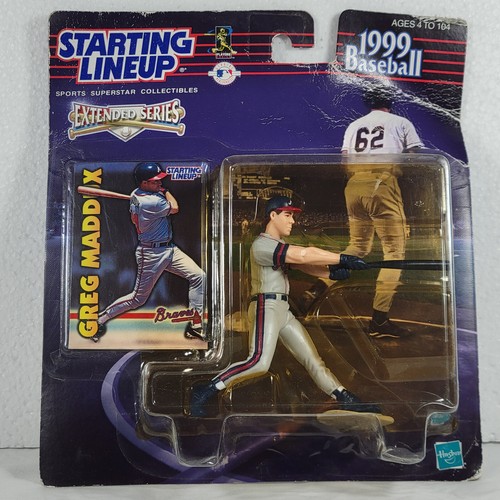 STARTING
LINEUP
SPORTS SUPERSTAR COLLECTIBLES
EXTENDED SERIES
AGES 4 TO 104
1999
Baseball
62
STARTING
LINEUP
GREG MADDUX
Braves
Hasbro